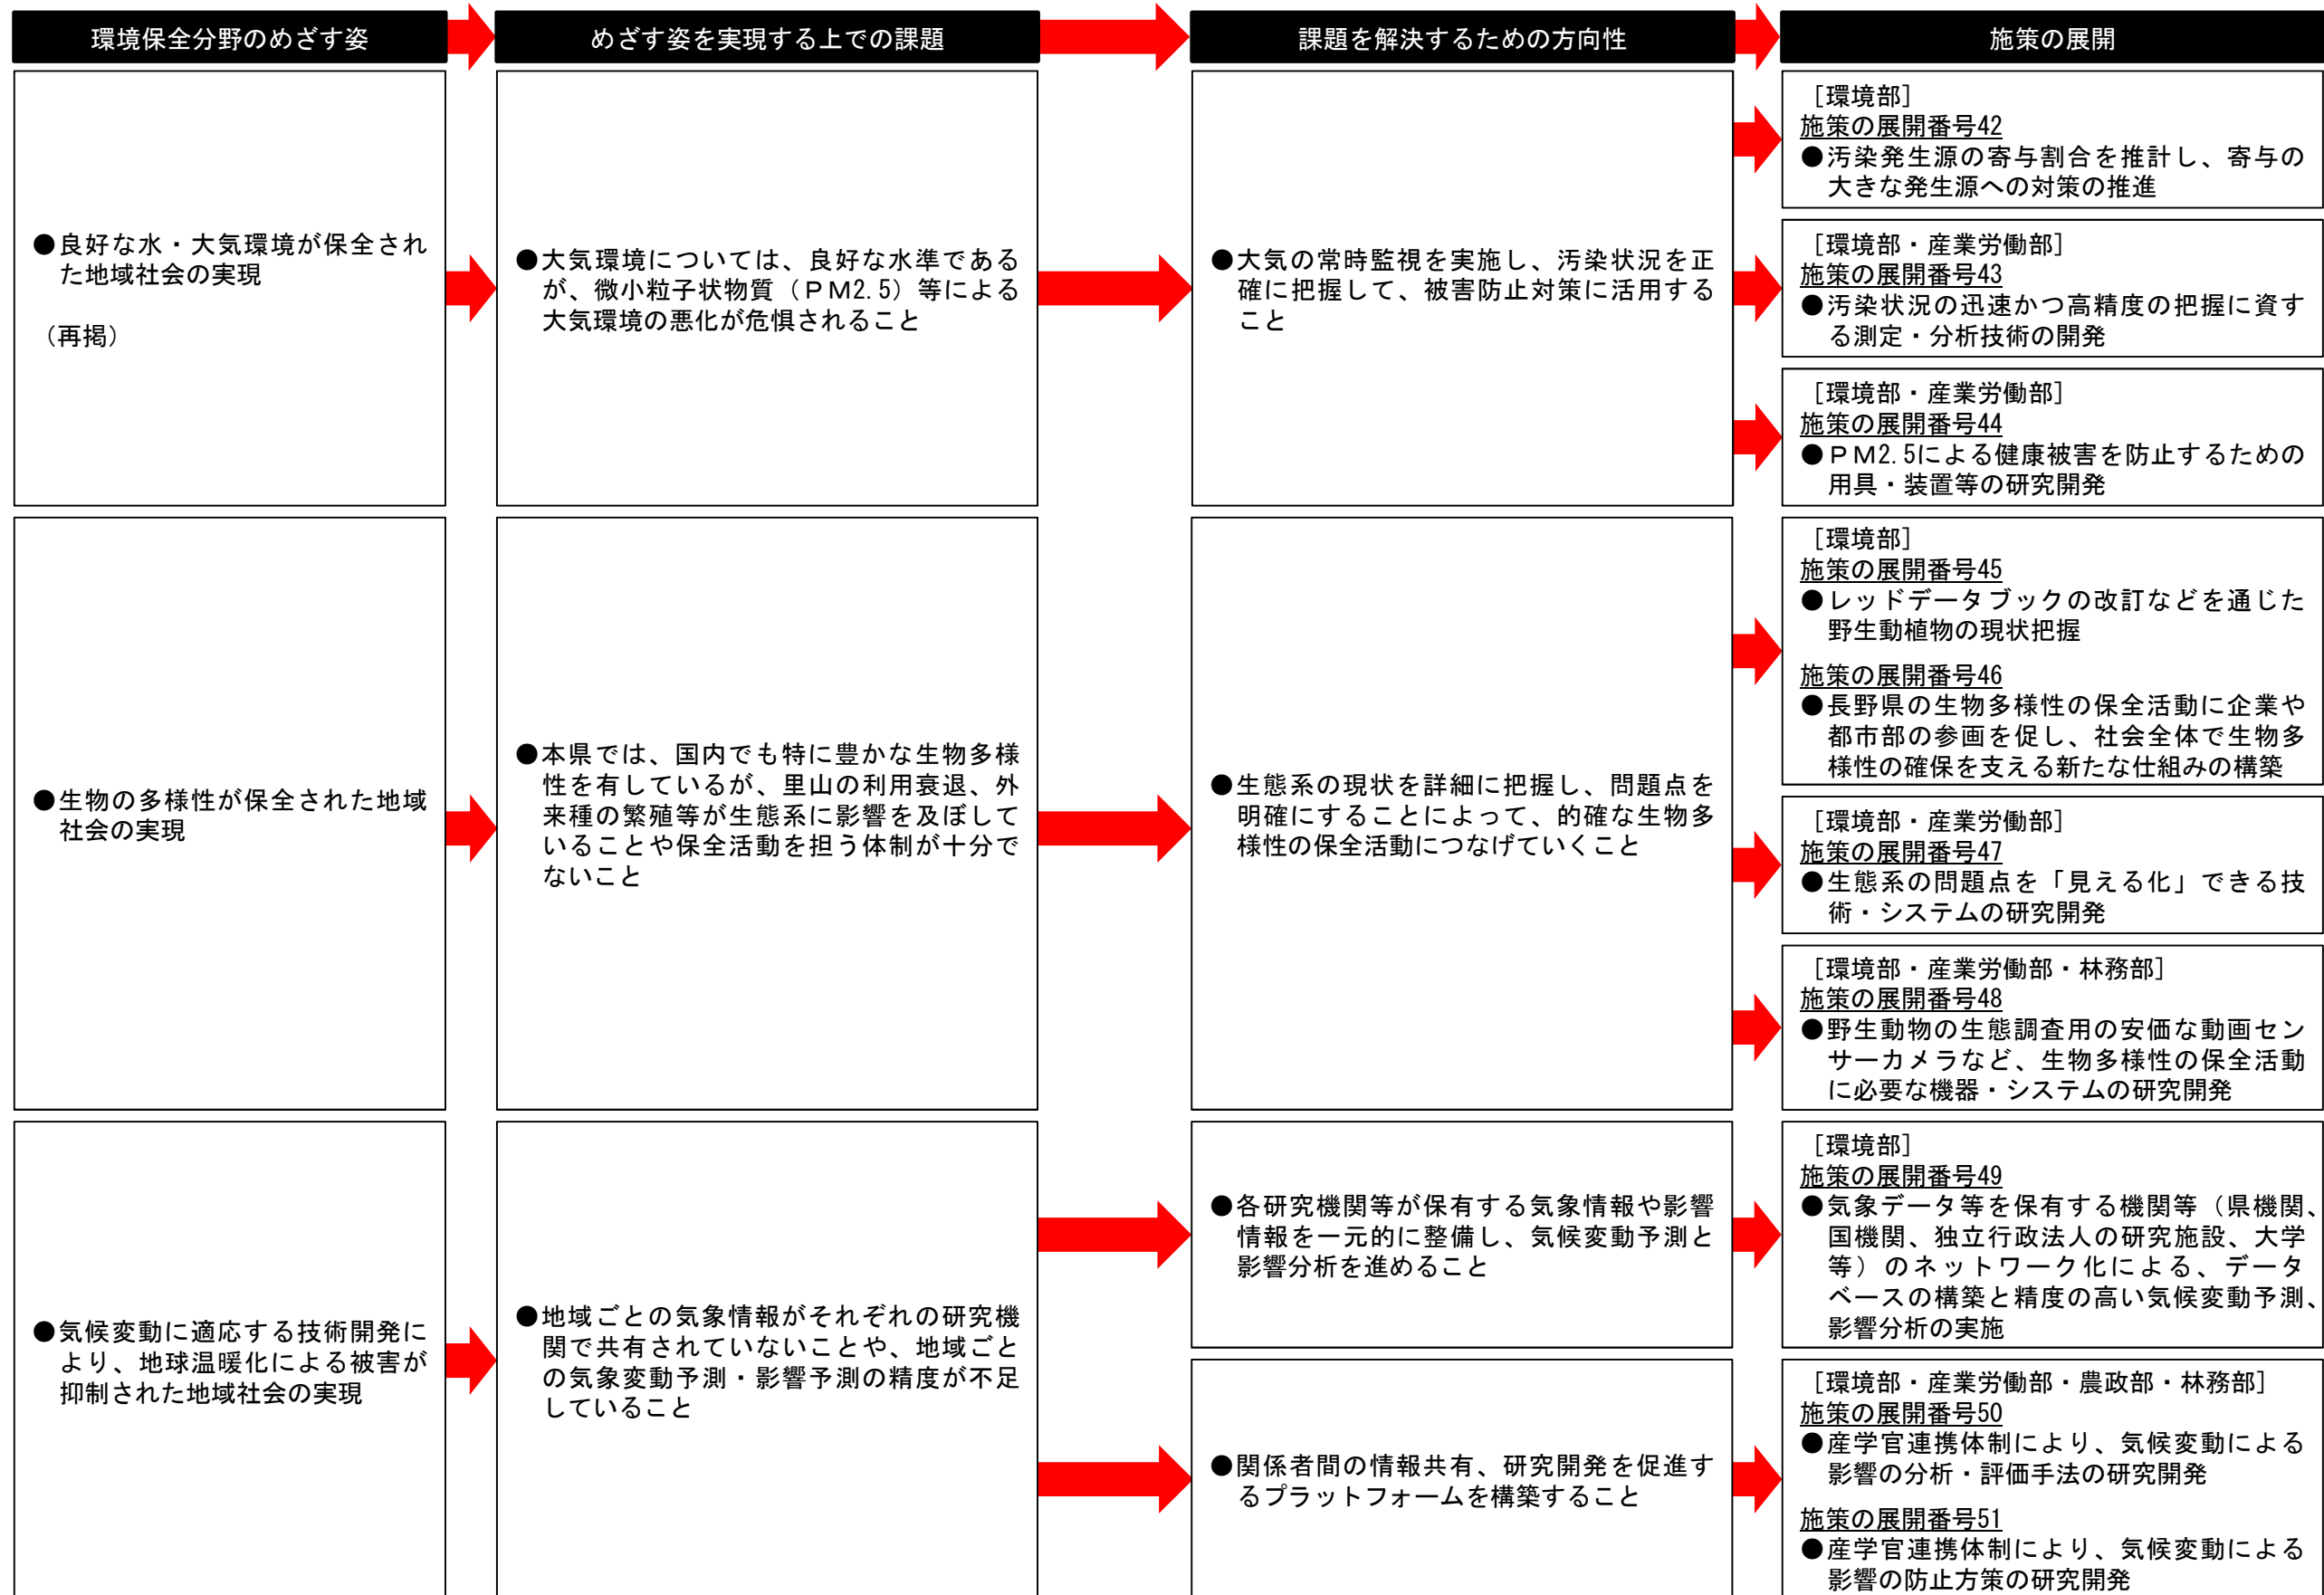 環境保全分野のめざす姿
めざす姿を実現する上での課題
課題を解決するための方向性
施策の展開
●良好な水・大気環境が保全され
た地域社会の実現
（再掲）
●大気環境については、良好な水準である
が、微小粒子状物質（ＰＭ2.5）等による
大気環境の悪化が危惧されること
●大気の常時監視を実施し、汚染状況を正
確に把握して、被害防止対策に活用する
こと
［環境部］
施策の展開番号42
●汚染発生源の寄与割合を推計し、寄与の
大きな発生源への対策の推進
［環境部・産業労働部］
施策の展開番号43
●汚染状況の迅速かつ高精度の把握に資す
る測定・分析技術の開発
［環境部・産業労働部］
施策の展開番号44
●ＰＭ2.5による健康被害を防止するための
用具・装置等の研究開発
●生物の多様性が保全された地域
社会の実現
●本県では、国内でも特に豊かな生物多様
性を有しているが、里山の利用衰退、外
来種の繁殖等が生態系に影響を及ぼして
いることや保全活動を担う体制が十分で
ないこと
●生態系の現状を詳細に把握し、問題点を
明確にすることによって、的確な生物多
様性の保全活動につなげていくこと
［環境部］
施策の展開番号45
●レッドデータブックの改訂などを通じた
野生動植物の現状把握
施策の展開番号46
●長野県の生物多様性の保全活動に企業や
都市部の参画を促し、社会全体で生物多
様性の確保を支える新たな仕組みの構築
［環境部・産業労働部］
施策の展開番号47
●生態系の問題点を「見える化」できる技
術・システムの研究開発
［環境部・産業労働部・林務部］
施策の展開番号48
●野生動物の生態調査用の安価な動画セン
サーカメラなど、生物多様性の保全活動
に必要な機器・システムの研究開発
●気候変動に適応する技術開発に
より、地球温暖化による被害が
抑制された地域社会の実現
●地域ごとの気象情報がそれぞれの研究機
関で共有されていないことや、地域ごと
の気象変動予測・影響予測の精度が不足
していること
●各研究機関等が保有する気象情報や影響
情報を一元的に整備し、気候変動予測と
影響分析を進めること
［環境部］
施策の展開番号49
●気象データ等を保有する機関等（県機関、
国機関、独立行政法人の研究施設、大学
等）のネットワーク化による、データ
ベースの構築と精度の高い気候変動予測、
影響分析の実施
●関係者間の情報共有、研究開発を促進す
るプラットフォームを構築すること
［環境部・産業労働部・農政部・林務部］
施策の展開番号50
●産学官連携体制により、気候変動による
影響の分析・評価手法の研究開発
施策の展開番号51
●産学官連携体制により、気候変動による
影響の防止方策の研究開発